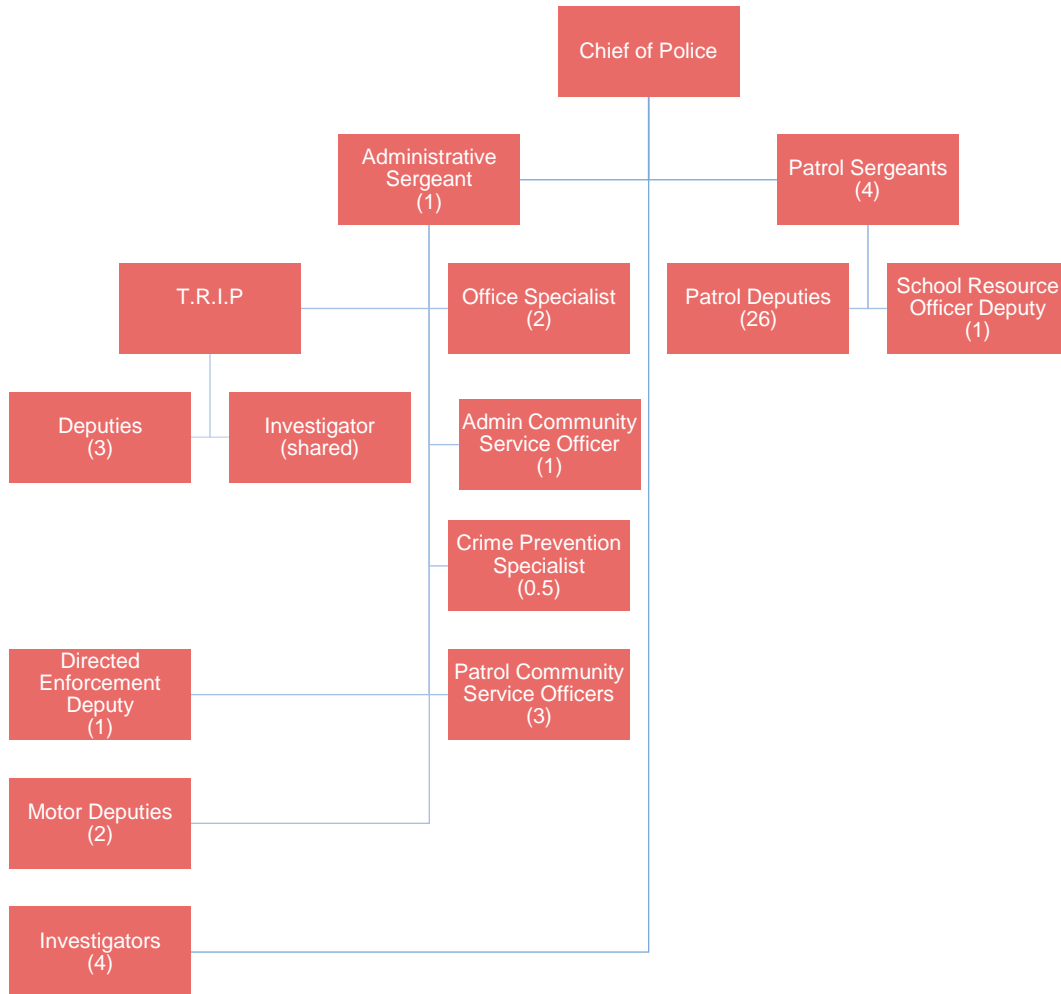 Chief of Police
Administrative
Sergeant
(1)
Patrol Sergeants
(4)
T.R.I.P
Office Specialist
(2)
Patrol Deputies
(26)
School Resource
Officer Deputy
(1)
Deputies
(3)
Investigator
(shared)
Admin Community
Service Officer
(1)
Crime Prevention
Specialist
(0.5)
Directed
Enforcement
Deputy
(1)
Patrol Community
Service Officers
(3)
Motor Deputies
(2)
Investigators
(4)